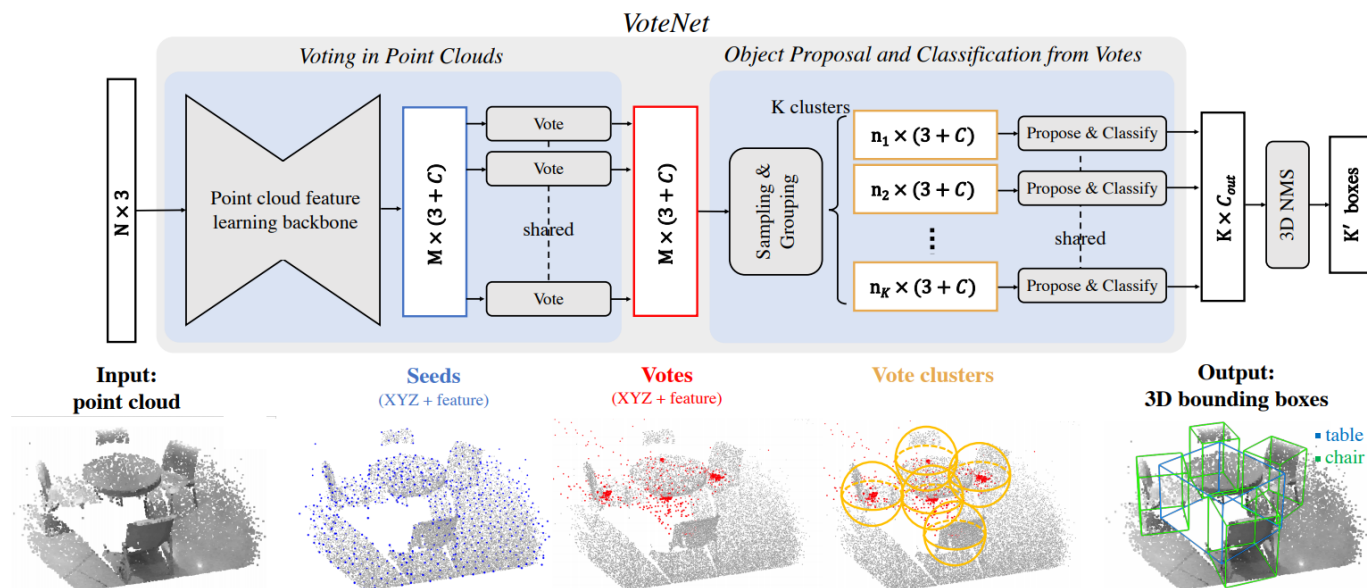 VoteNet
Voting in Point Clouds
Object Proposal and Classification from Votes
N × 3
Point cloud feature
learning backbone
M × (3 + C)
Vote
Vote
shared
Vote
M × (3 + C)
Sampling &
Grouping
K clusters
n₁ × (3 + C)
n₂ × (3 + C)
⋯
n_K × (3 + C)
Propose & Classify
Propose & Classify
shared
Propose & Classify
K × C_out
3D NMS
K′ boxes
Input:
point cloud
Seeds
(XYZ + feature)
Votes
(XYZ + feature)
Vote clusters
Output:
3D bounding boxes
table
chair